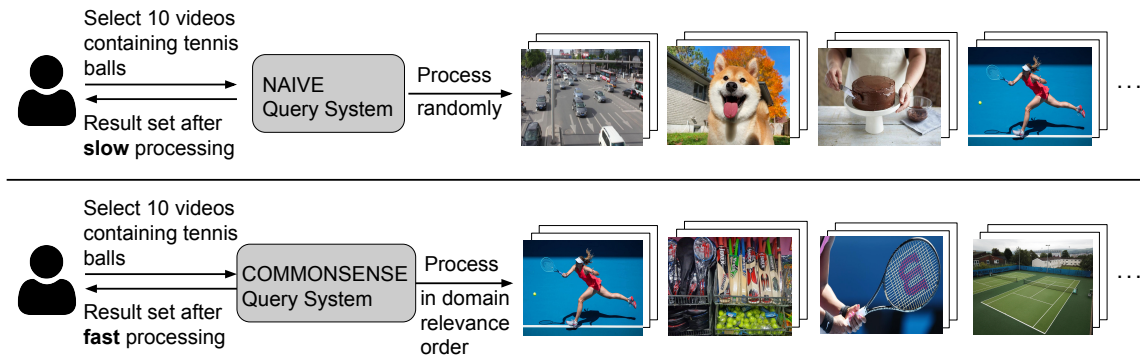 Select 10 videos
containing tennis
balls
NAIVE
Query System
Process
randomly
Result set after
slow processing
...
Select 10 videos
containing tennis
balls
COMMONSENSE
Query System
Process
in domain
relevance
order
Result set after
fast processing
W
...